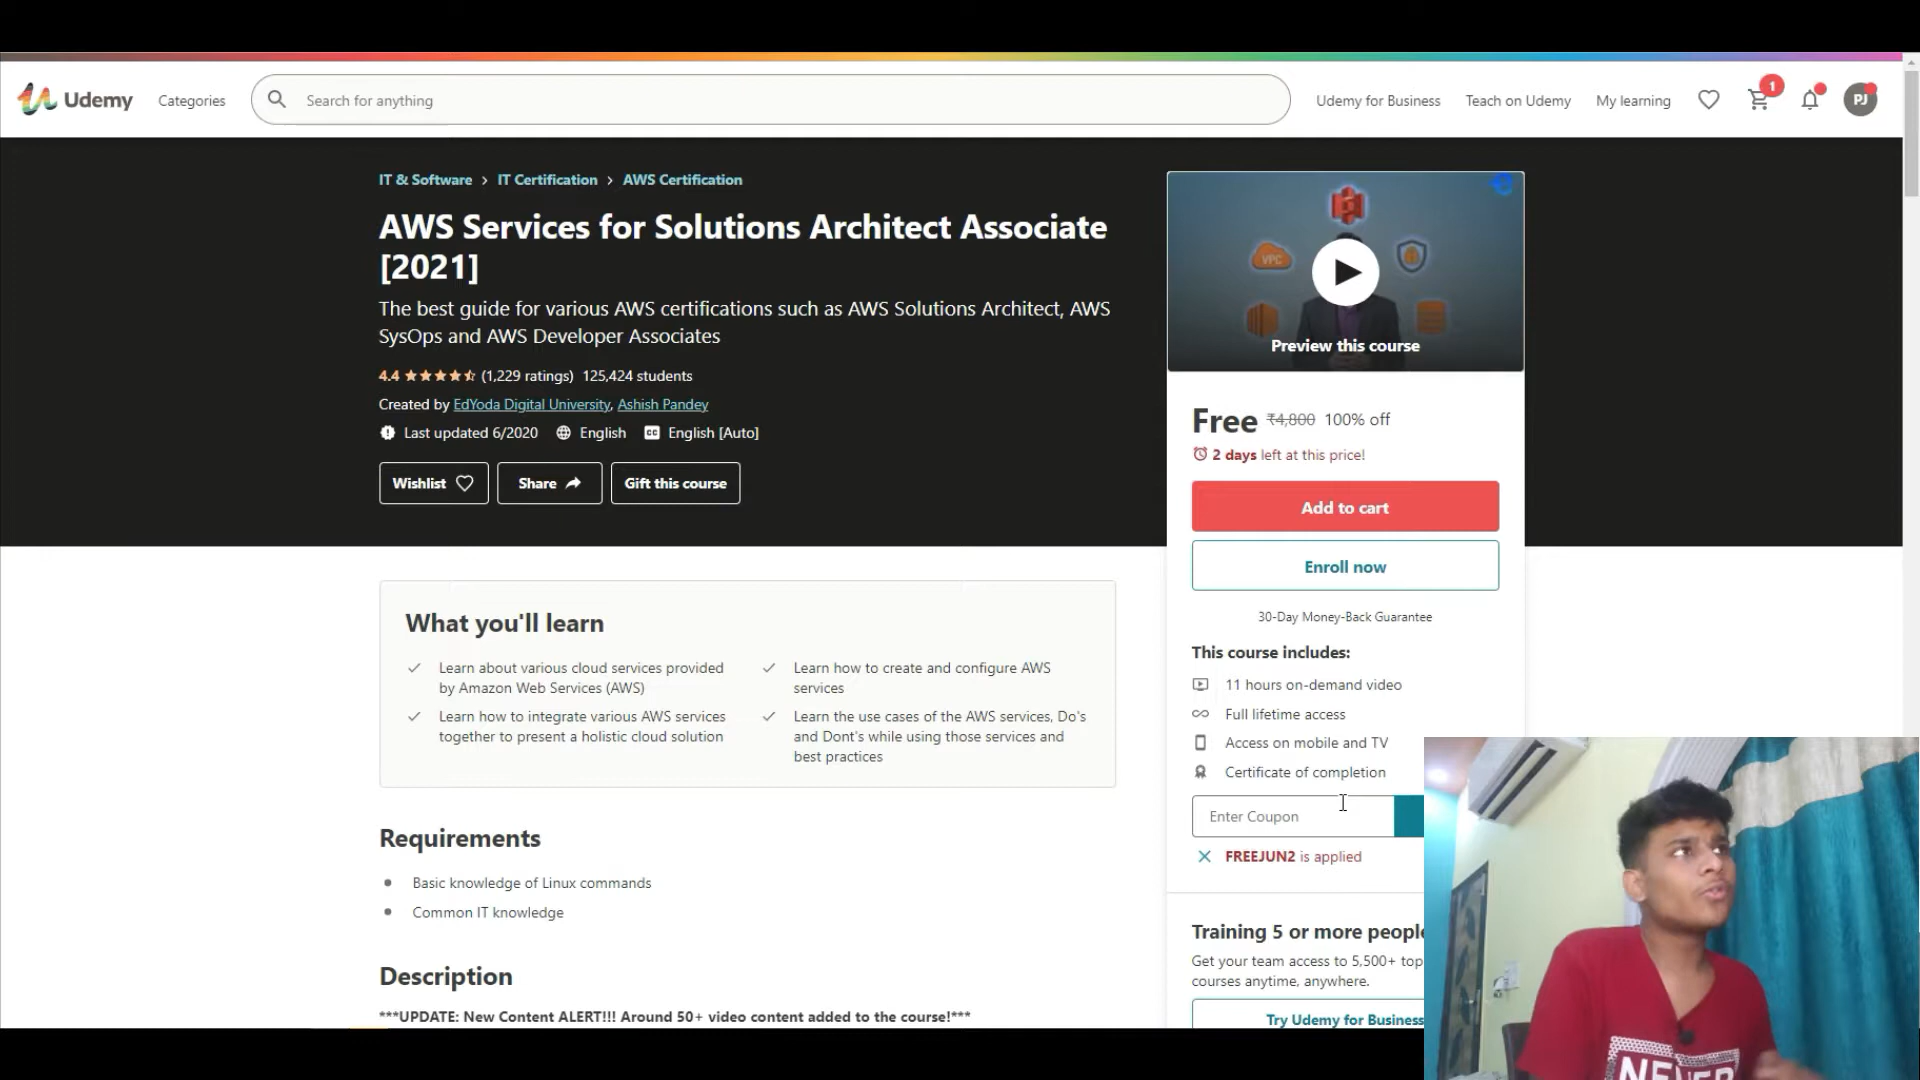 Udemy
Categories
Search for anything
Udemy for Business
Teach on Udemy
My learning
1
PJ
IT & Software > IT Certification > AWS Certification
AWS Services for Solutions Architect Associate
[2021]
The best guide for various AWS certifications such as AWS Solutions Architect, AWS
SysOps and AWS Developer Associates
4.4 (1,229 ratings) 125,424 students
Created by EdYoda Digital University, Ashish Pandey
Last updated 6/2020 English CC English [Auto]
Wishlist
Share
Gift this course
VPC
Preview this course
Free ₹4,800 100% off
2 days left at this price!
Add to cart
Enroll now
30-Day Money-Back Guarantee
This course includes:
11 hours on-demand video
Full lifetime access
Access on mobile and TV
Certificate of completion
Enter Coupon
FREEJUN2 is applied
Training 5 or more people
Get your team access to 5,500+ top
courses anytime, anywhere.
Try Udemy for Business
What you'll learn
Learn about various cloud services provided
by Amazon Web Services (AWS)
Learn how to create and configure AWS
services
Learn how to integrate various AWS services
together to present a holistic cloud solution
Learn the use cases of the AWS services, Do's
and Dont's while using those services and
best practices
Requirements
Basic knowledge of Linux commands
Common IT knowledge
Description
***UPDATE: New Content ALERT!!! Around 50+ video content added to the course!***
NEVER